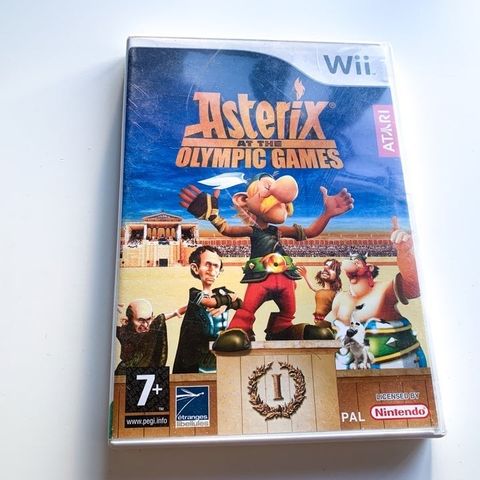 Wii
Asterix
AT THE
OLYMPIC GAMES
ATARI
I
7+
www.pegi.info
étranges
libellules
PAL
LICENSED BY
Nintendo